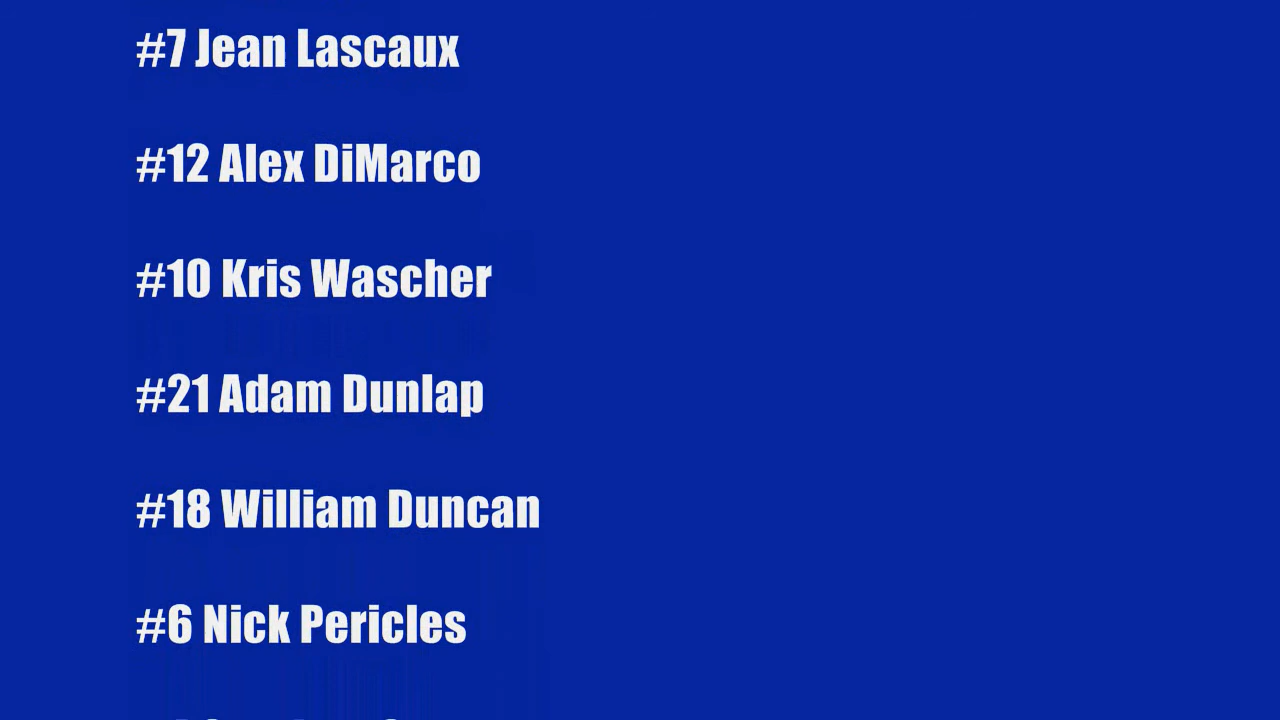 #7 Jean Lascaux
#12 Alex DiMarco
#10 Kris Wascher
#21 Adam Dunlap
#18 William Duncan
#6 Nick Pericles